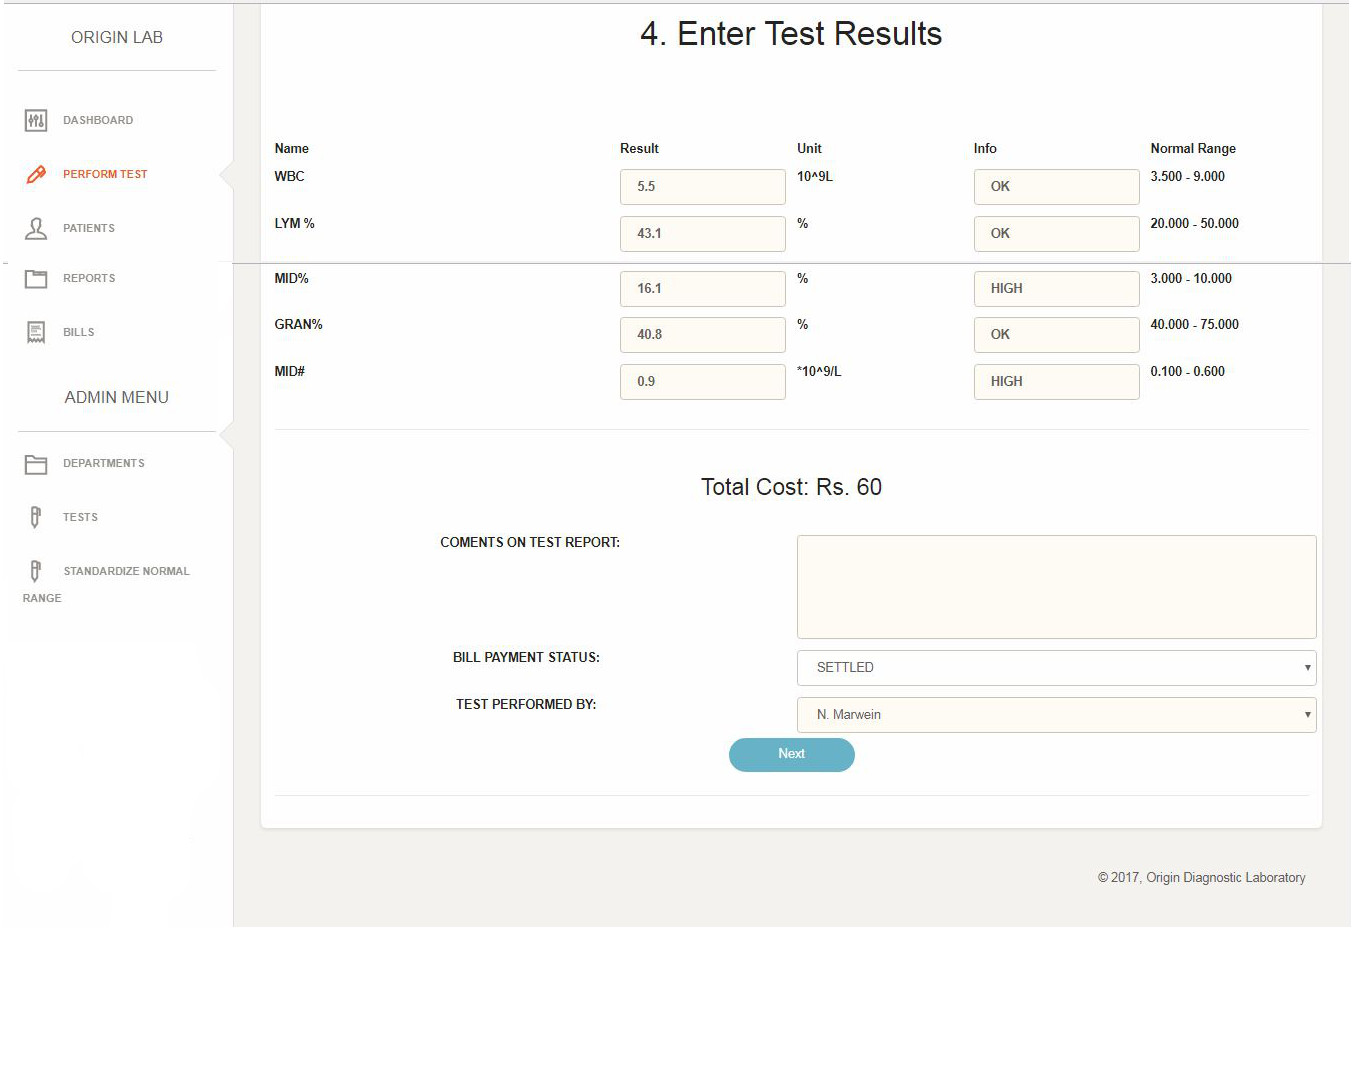 ORIGIN LAB
DASHBOARD
PERFORM TEST
PATIENTS
REPORTS
BILLS
ADMIN MENU
DEPARTMENTS
TESTS
STANDARDIZE NORMAL
RANGE
4. Enter Test Results
Name Result Unit Info Normal Range
WBC 5.5 10^9L OK 3.500 - 9.000
LYM % 43.1 % OK 20.000 - 50.000
MID% 16.1 % HIGH 3.000 - 10.000
GRAN% 40.8 % OK 40.000 - 75.000
MID# 0.9 *10^9/L HIGH 0.100 - 0.600
Total Cost: Rs. 60
COMENTS ON TEST REPORT:
BILL PAYMENT STATUS: SETTLED
TEST PERFORMED BY: N. Marwein
Next
© 2017, Origin Diagnostic Laboratory